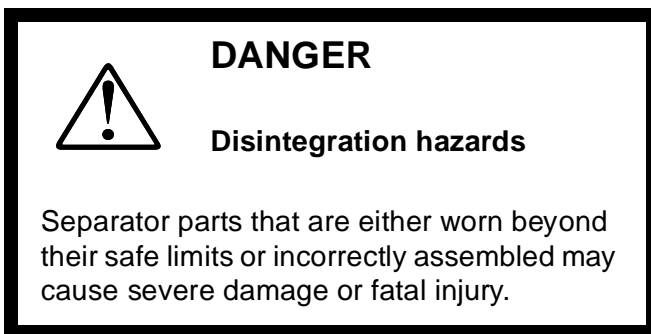 DANGER
Disintegration hazards
Separator parts that are either worn beyond
their safe limits or incorrectly assembled may
cause severe damage or fatal injury.